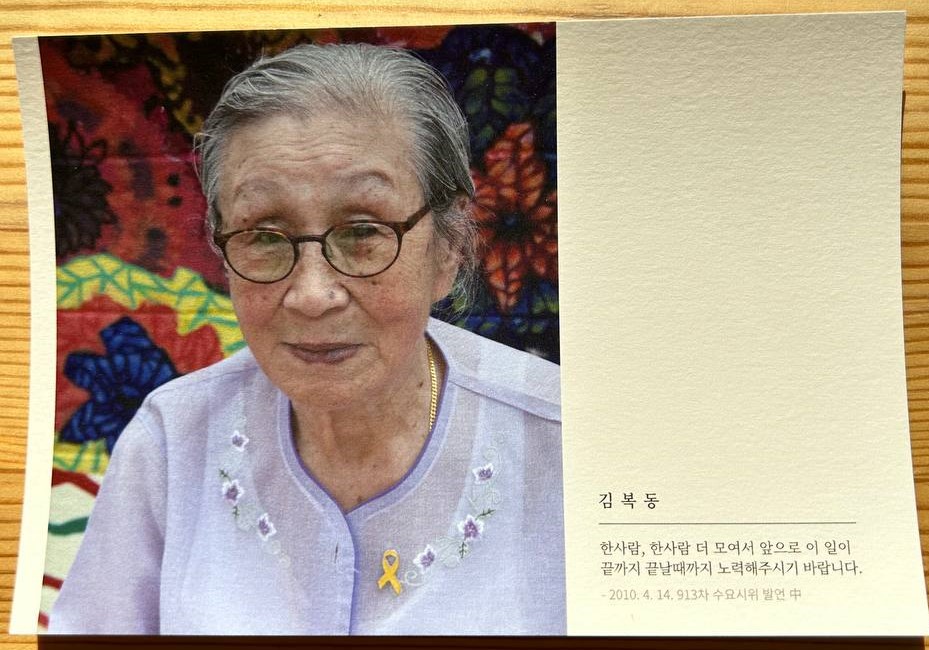 김복동
한사람, 한사람 더 모여서 앞으로 이 일이
끝까지 끝날때까지 노력해주시기 바랍니다.
- 2010. 4. 14. 913차 수요시위 발언 中